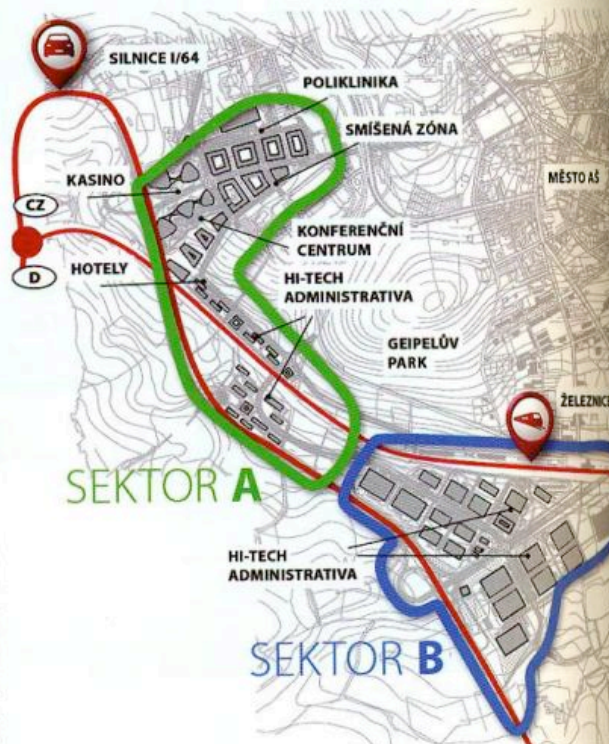 SILNICE I/64
POLIKLINIKA
SMÍŠENÁ ZÓNA
KASINO
MĚSTO AŠ
CZ
KONFERENČNÍ
CENTRUM
D
HOTELY
HI-TECH
ADMINISTRATIVA
GEIPELŮV
PARK
ŽELEZNICE
SEKTOR A
HI-TECH
ADMINISTRATIVA
SEKTOR B